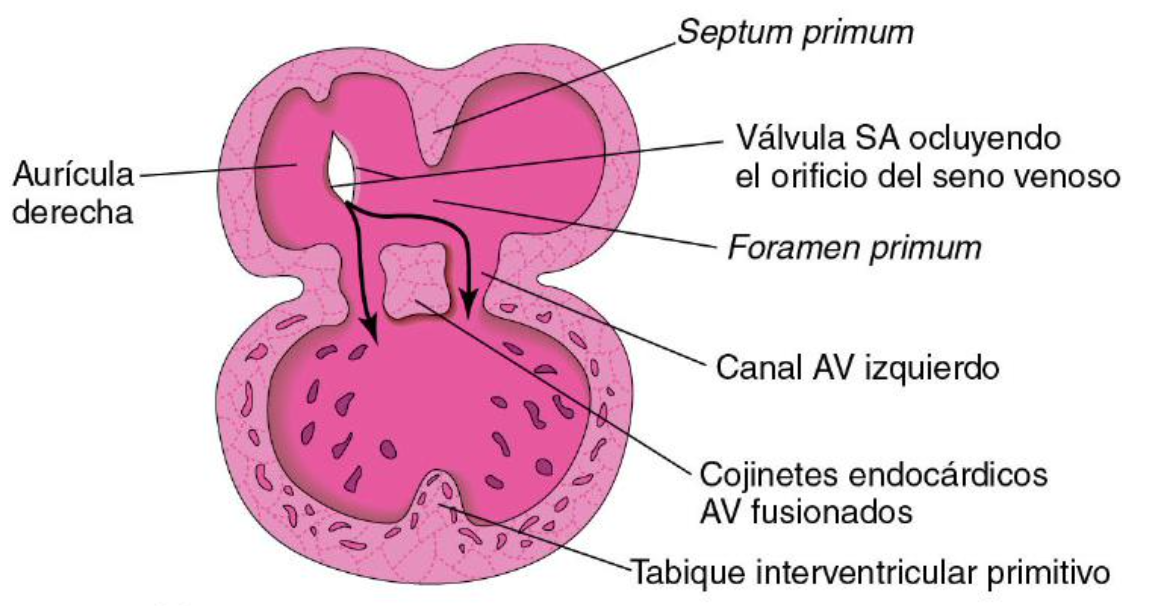 Septum primum
Válvula SA ocluyendo
el orificio del seno venoso
Aurícula
derecha
Foramen primum
Canal AV izquierdo
Cojinetes endocárdicos
AV fusionados
Tabique interventricular primitivo